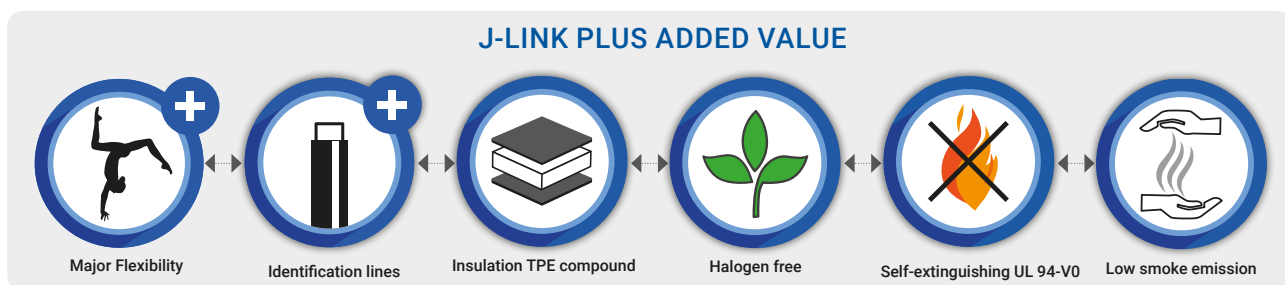 J-LINK PLUS ADDED VALUE
Major Flexibility
Identification lines
Insulation TPE compound
Halogen free
Self-extinguishing UL 94-V0
Low smoke emission